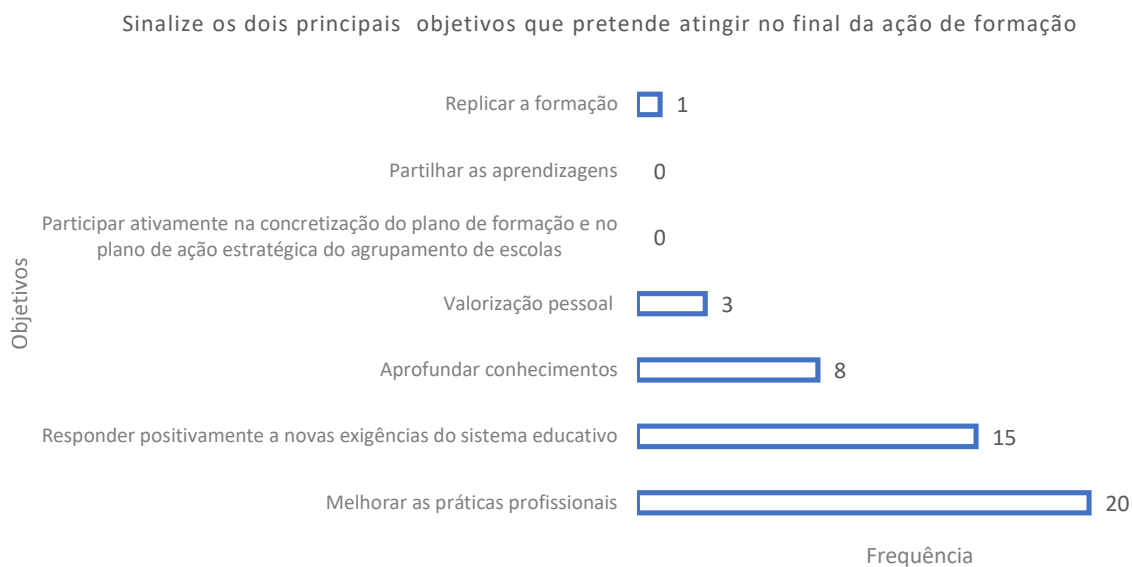 Sinalize os dois principais objetivos que pretende atingir no final da ação de formação
Replicar a formação 1
Partilhar as aprendizagens 0
Participar ativamente na concretização do plano de formação e no
plano de ação estratégica do agrupamento de escolas 0
Valorização pessoal 3
Aprofundar conhecimentos 8
Responder positivamente a novas exigências do sistema educativo 15
Melhorar as práticas profissionais 20
Objetivos
Frequência